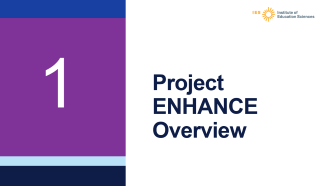 IES
Institute of
Education Sciences
1
Project
ENHANCE
Overview